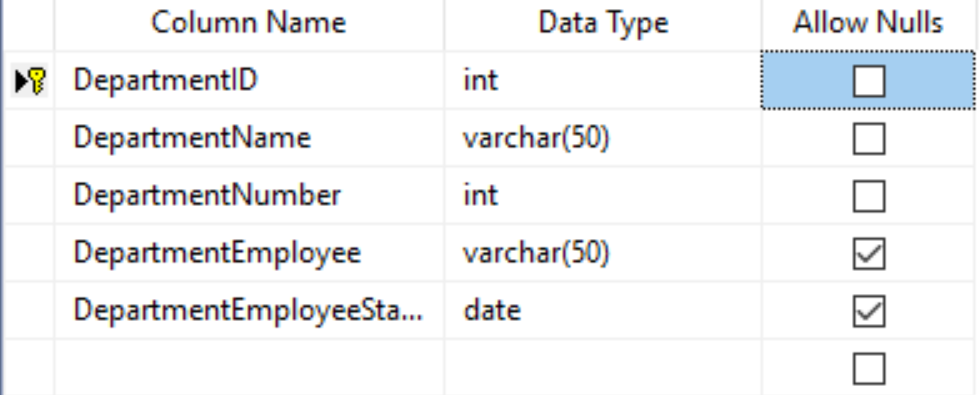 Column Name Data Type Allow Nulls
DepartmentID int
DepartmentName varchar(50)
DepartmentNumber int
DepartmentEmployee varchar(50)
DepartmentEmployeeSta... date